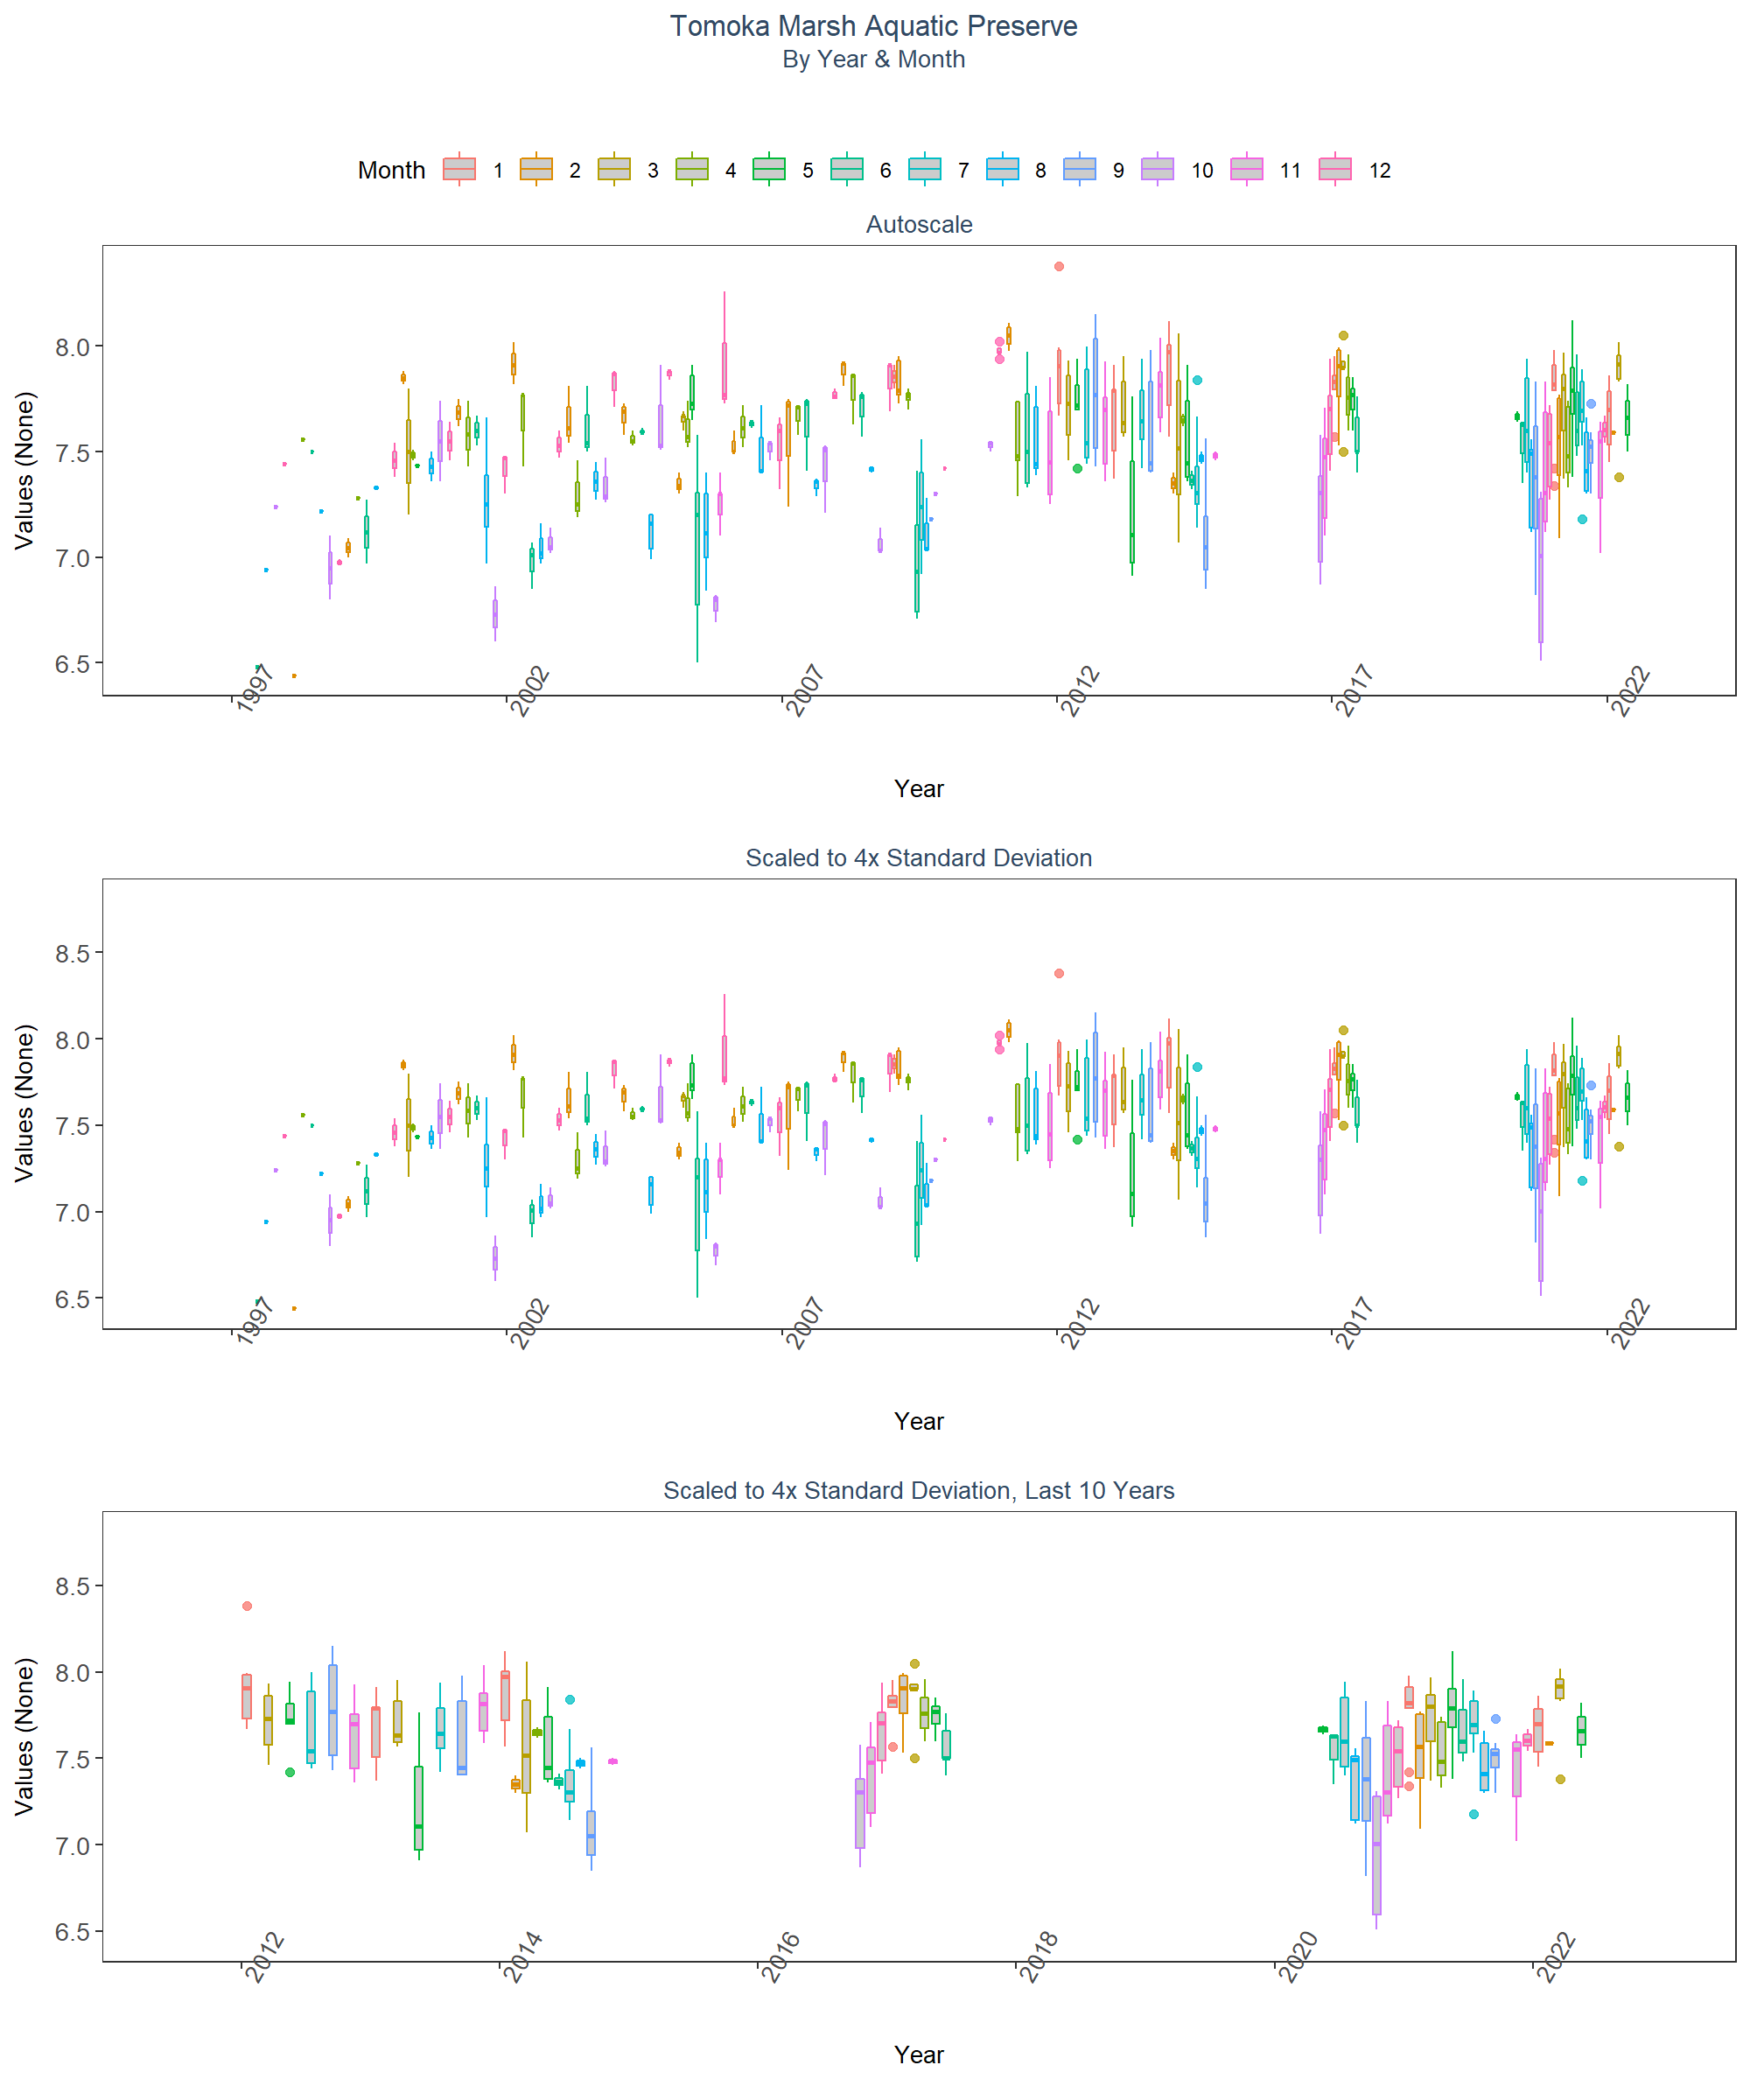 Tomoka Marsh Aquatic Preserve
By Year & Month
Month 1 2 3 4 5 6 7 8 9 10 11 12
Autoscale
Values (None)
8.0
7.5
7.0
6.5
1997 2002 2007 2012 2017 2022
Year
Scaled to 4x Standard Deviation
Values (None)
8.5
8.0
7.5
7.0
6.5
1997 2002 2007 2012 2017 2022
Year
Scaled to 4x Standard Deviation, Last 10 Years
Values (None)
8.5
8.0
7.5
7.0
6.5
2012 2014 2016 2018 2020 2022
Year